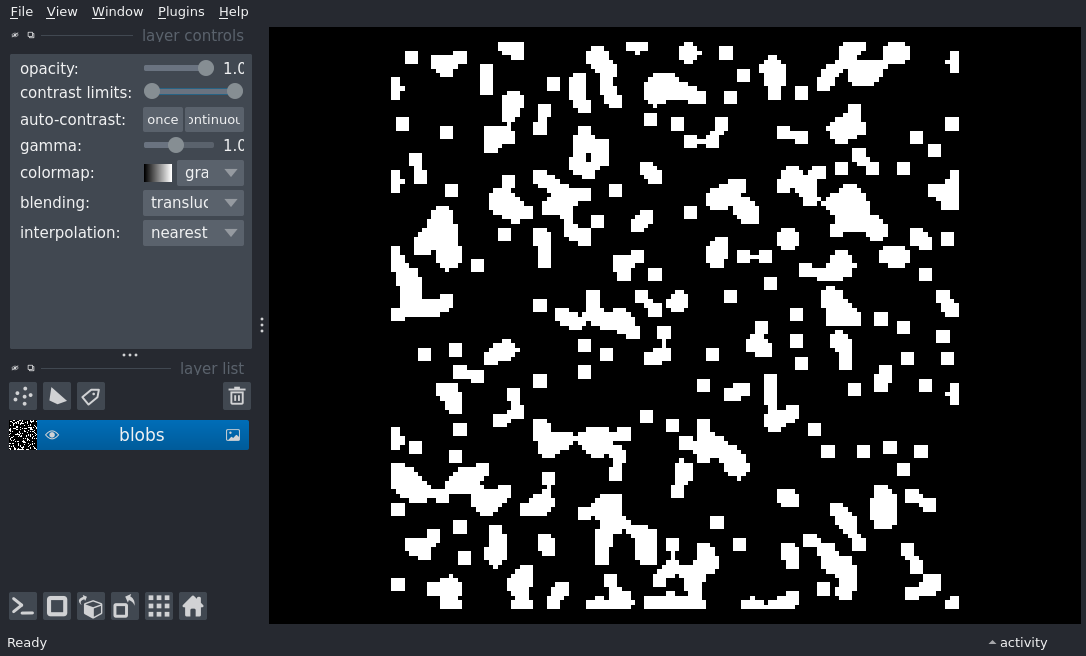 File View Window Plugins Help
layer controls
opacity: 1.0
contrast limits:
auto-contrast: once ontinuou
gamma: 1.0
colormap: gra
blending: transluc
interpolation: nearest
layer list
blobs
Ready
activity